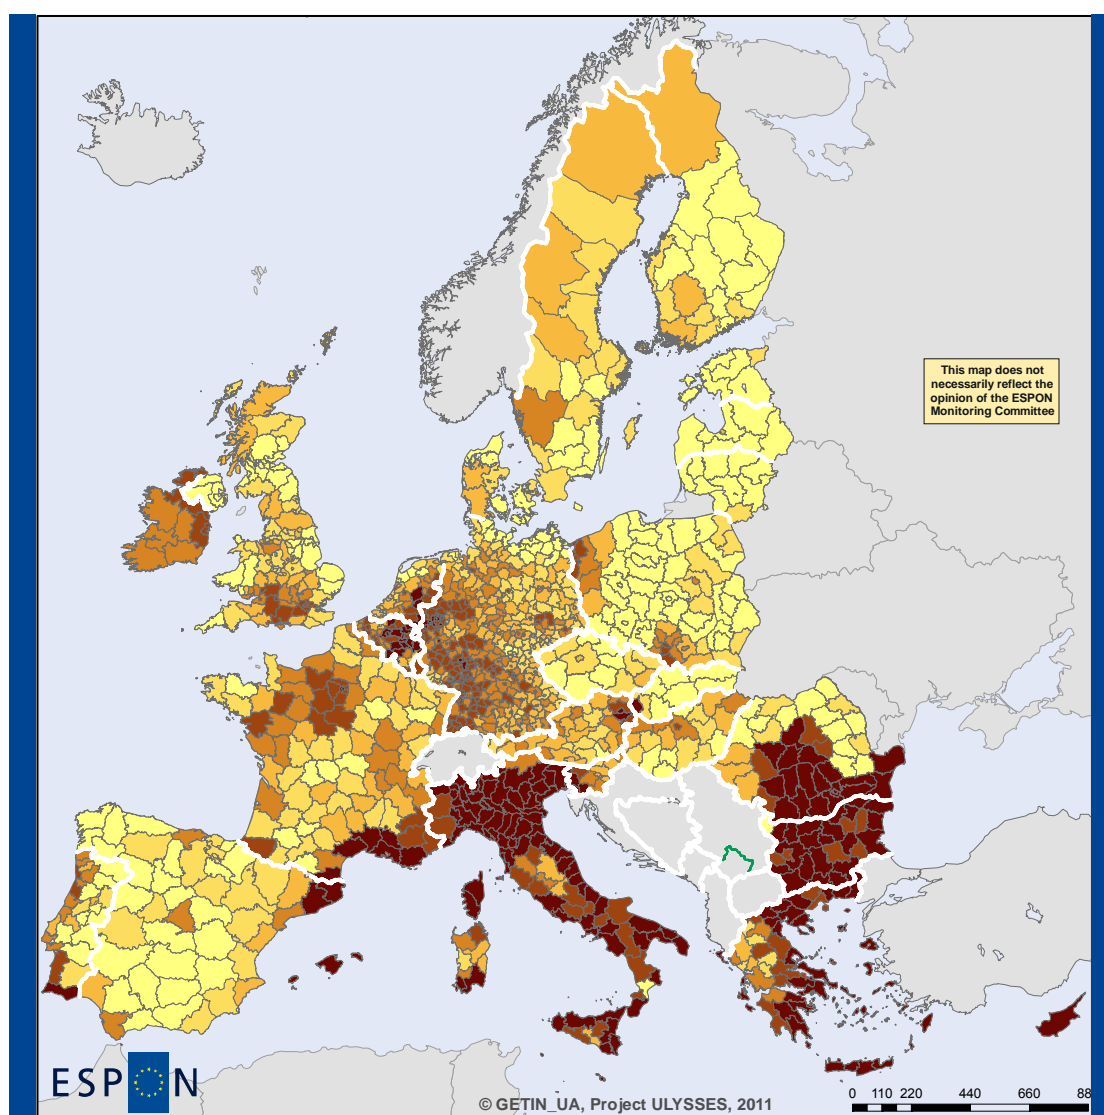 This map does not
necessarily reflect the
opinion of the ESPON
Monitoring Committee
ESPON
© GETIN_UA, Project ULYSSES, 2011
0 110 220 440 660 88